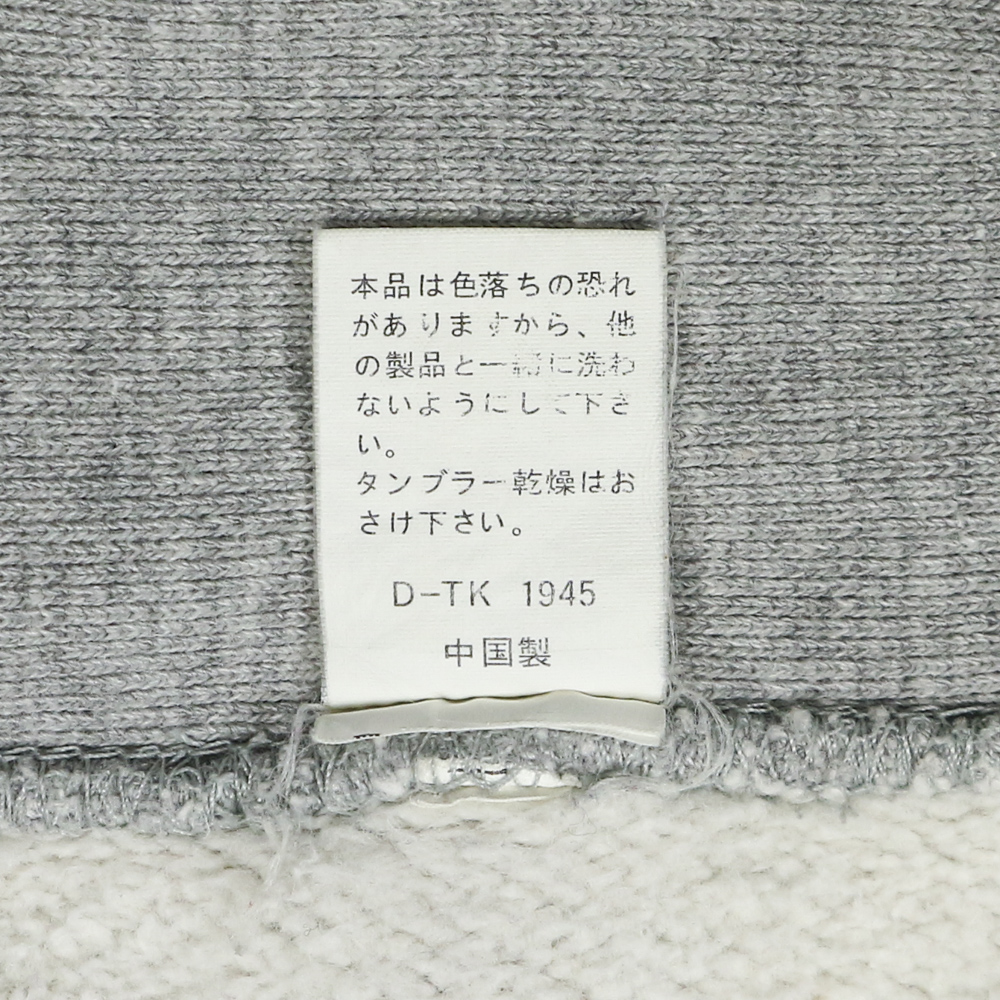 本品は色落ちの恐れ
がありますから、他
の製品と一緒に洗わ
ないようにして下さ
い。
タンブラー乾燥はお
さけ下さい。
D-TK 1945
中国製